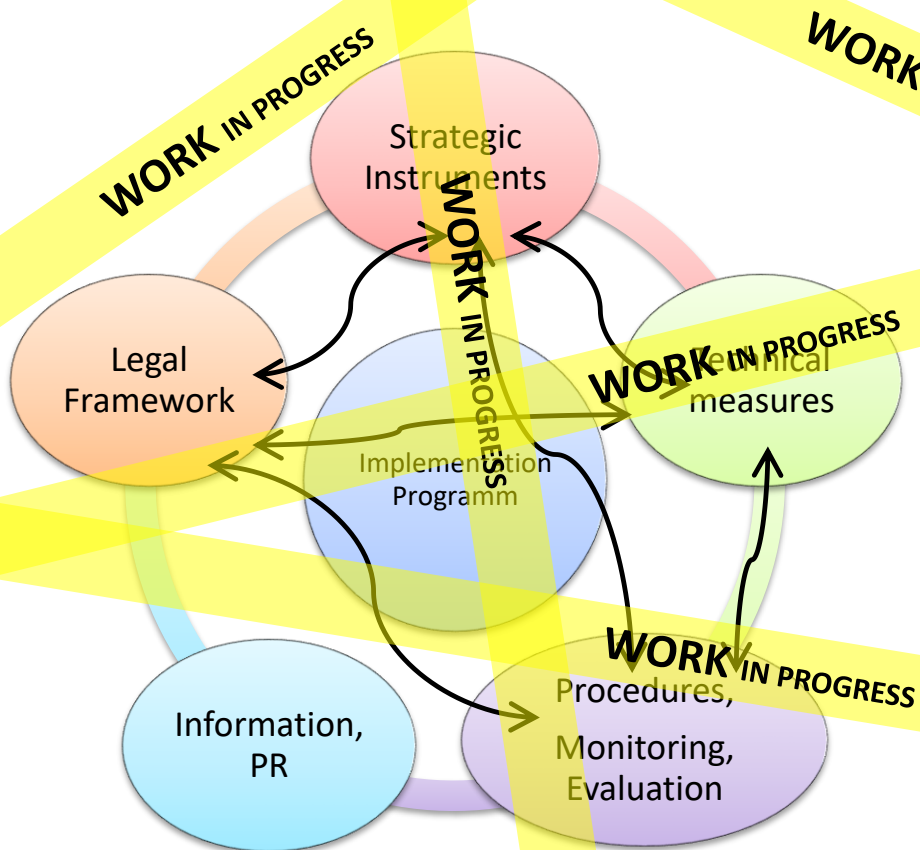 WORK IN PROGRESS
WORK
Strategic
Instruments
WORK IN PROGRESS
Legal
Framework
WORK IN PROGRESS
Technical
measures
Implementation
Programm
WORK IN PROGRESS
Procedures,
Monitoring,
Evaluation
Information,
PR